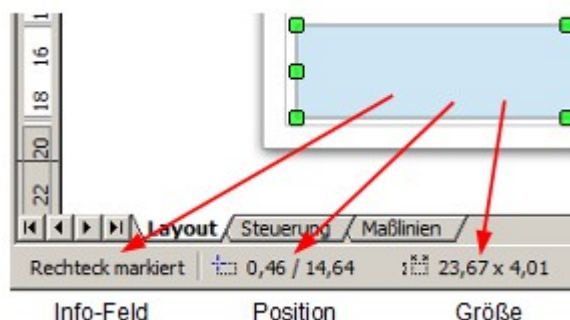 16
18
20
22
Layout Steuerung Maßlinien
Rechteck markiert 0,46 / 14,64 23,67 x 4,01
Info-Feld Position Größe